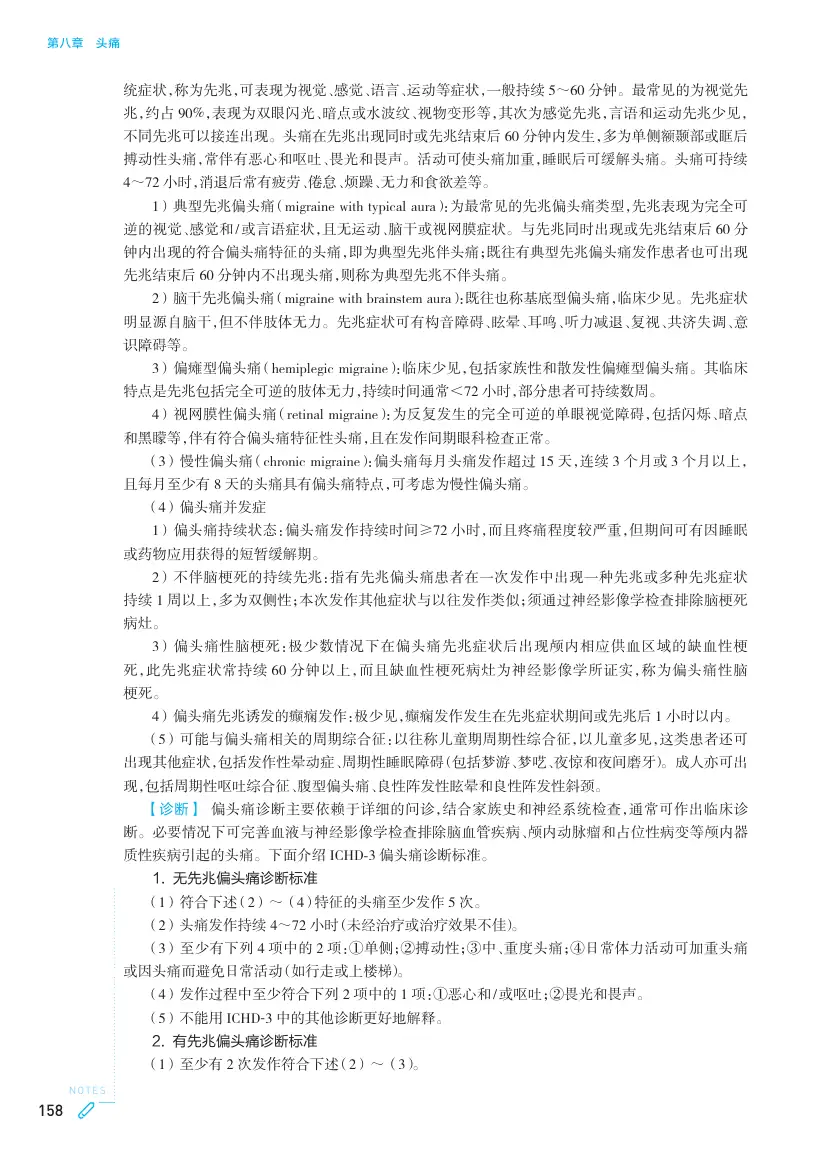 第八章 头痛
统症状,称为先兆,可表现为视觉、感觉、语言、运动等症状,一般持续 5～60 分钟。最常见的为视觉先
兆,约占 90%,表现为双眼闪光、暗点或水波纹、视物变形等,其次为感觉先兆,言语和运动先兆少见,
不同先兆可以接连出现。头痛在先兆出现同时或先兆结束后 60 分钟内发生,多为单侧额颞部或眶后
搏动性头痛,常伴有恶心和呕吐、畏光和畏声。活动可使头痛加重,睡眠后可缓解头痛。头痛可持续
4～72 小时,消退后常有疲劳、倦怠、烦躁、无力和食欲差等。
1）典型先兆偏头痛（migraine with typical aura）:为最常见的先兆偏头痛类型,先兆表现为完全可
逆的视觉、感觉和/或言语症状,且无运动、脑干或视网膜症状。与先兆同时出现或先兆结束后 60 分
钟内出现的符合偏头痛特征的头痛,即为典型先兆伴头痛;既往有典型先兆偏头痛发作患者也可出现
先兆结束后 60 分钟内不出现头痛,则称为典型先兆不伴头痛。
2）脑干先兆偏头痛（migraine with brainstem aura）:既往也称基底型偏头痛,临床少见。先兆症状
明显源自脑干,但不伴肢体无力。先兆症状可有构音障碍、眩晕、耳鸣、听力减退、复视、共济失调、意
识障碍等。
3）偏瘫型偏头痛（hemiplegic migraine）:临床少见,包括家族性和散发性偏瘫型偏头痛。其临床
特点是先兆包括完全可逆的肢体无力,持续时间通常＜72 小时,部分患者可持续数周。
4）视网膜性偏头痛（retinal migraine）:为反复发生的完全可逆的单眼视觉障碍,包括闪烁、暗点
和黑矇等,伴有符合偏头痛特征性头痛,且在发作间期眼科检查正常。
（3）慢性偏头痛（chronic migraine）:偏头痛每月头痛发作超过 15 天,连续 3 个月或 3 个月以上,
且每月至少有 8 天的头痛具有偏头痛特点,可考虑为慢性偏头痛。
（4）偏头痛并发症
1）偏头痛持续状态:偏头痛发作持续时间≥72 小时,而且疼痛程度较严重,但期间可有因睡眠
或药物应用获得的短暂缓解期。
2）不伴脑梗死的持续先兆:指有先兆偏头痛患者在一次发作中出现一种先兆或多种先兆症状
持续 1 周以上,多为双侧性;本次发作其他症状与以往发作类似;须通过神经影像学检查排除脑梗死
病灶。
3）偏头痛性脑梗死:极少数情况下在偏头痛先兆症状后出现颅内相应供血区域的缺血性梗
死,此先兆症状常持续 60 分钟以上,而且缺血性梗死病灶为神经影像学所证实,称为偏头痛性脑
梗死。
4）偏头痛先兆诱发的癫痫发作:极少见,癫痫发作发生在先兆症状期间或先兆后 1 小时以内。
（5）可能与偏头痛相关的周期综合征:以往称儿童期周期性综合征,以儿童多见,这类患者还可
出现其他症状,包括发作性晕动症、周期性睡眠障碍（包括梦游、梦呓、夜惊和夜间磨牙）。成人亦可出
现,包括周期性呕吐综合征、腹型偏头痛、良性阵发性眩晕和良性阵发性斜颈。
【诊断】 偏头痛诊断主要依赖于详细的问诊,结合家族史和神经系统检查,通常可作出临床诊
断。必要情况下可完善血液与神经影像学检查排除脑血管疾病、颅内动脉瘤和占位性病变等颅内器
质性疾病引起的头痛。下面介绍 ICHD-3 偏头痛诊断标准。
1. 无先兆偏头痛诊断标准
（1）符合下述（2）～（4）特征的头痛至少发作 5 次。
（2）头痛发作持续 4～72 小时（未经治疗或治疗效果不佳）。
（3）至少有下列 4 项中的 2 项:①单侧;②搏动性;③中、重度头痛;④日常体力活动可加重头痛
或因头痛而避免日常活动（如行走或上楼梯）。
（4）发作过程中至少符合下列 2 项中的 1 项:①恶心和/或呕吐;②畏光和畏声。
（5）不能用 ICHD-3 中的其他诊断更好地解释。
2. 有先兆偏头痛诊断标准
（1）至少有 2 次发作符合下述（2）～（3）。
NOTES
158